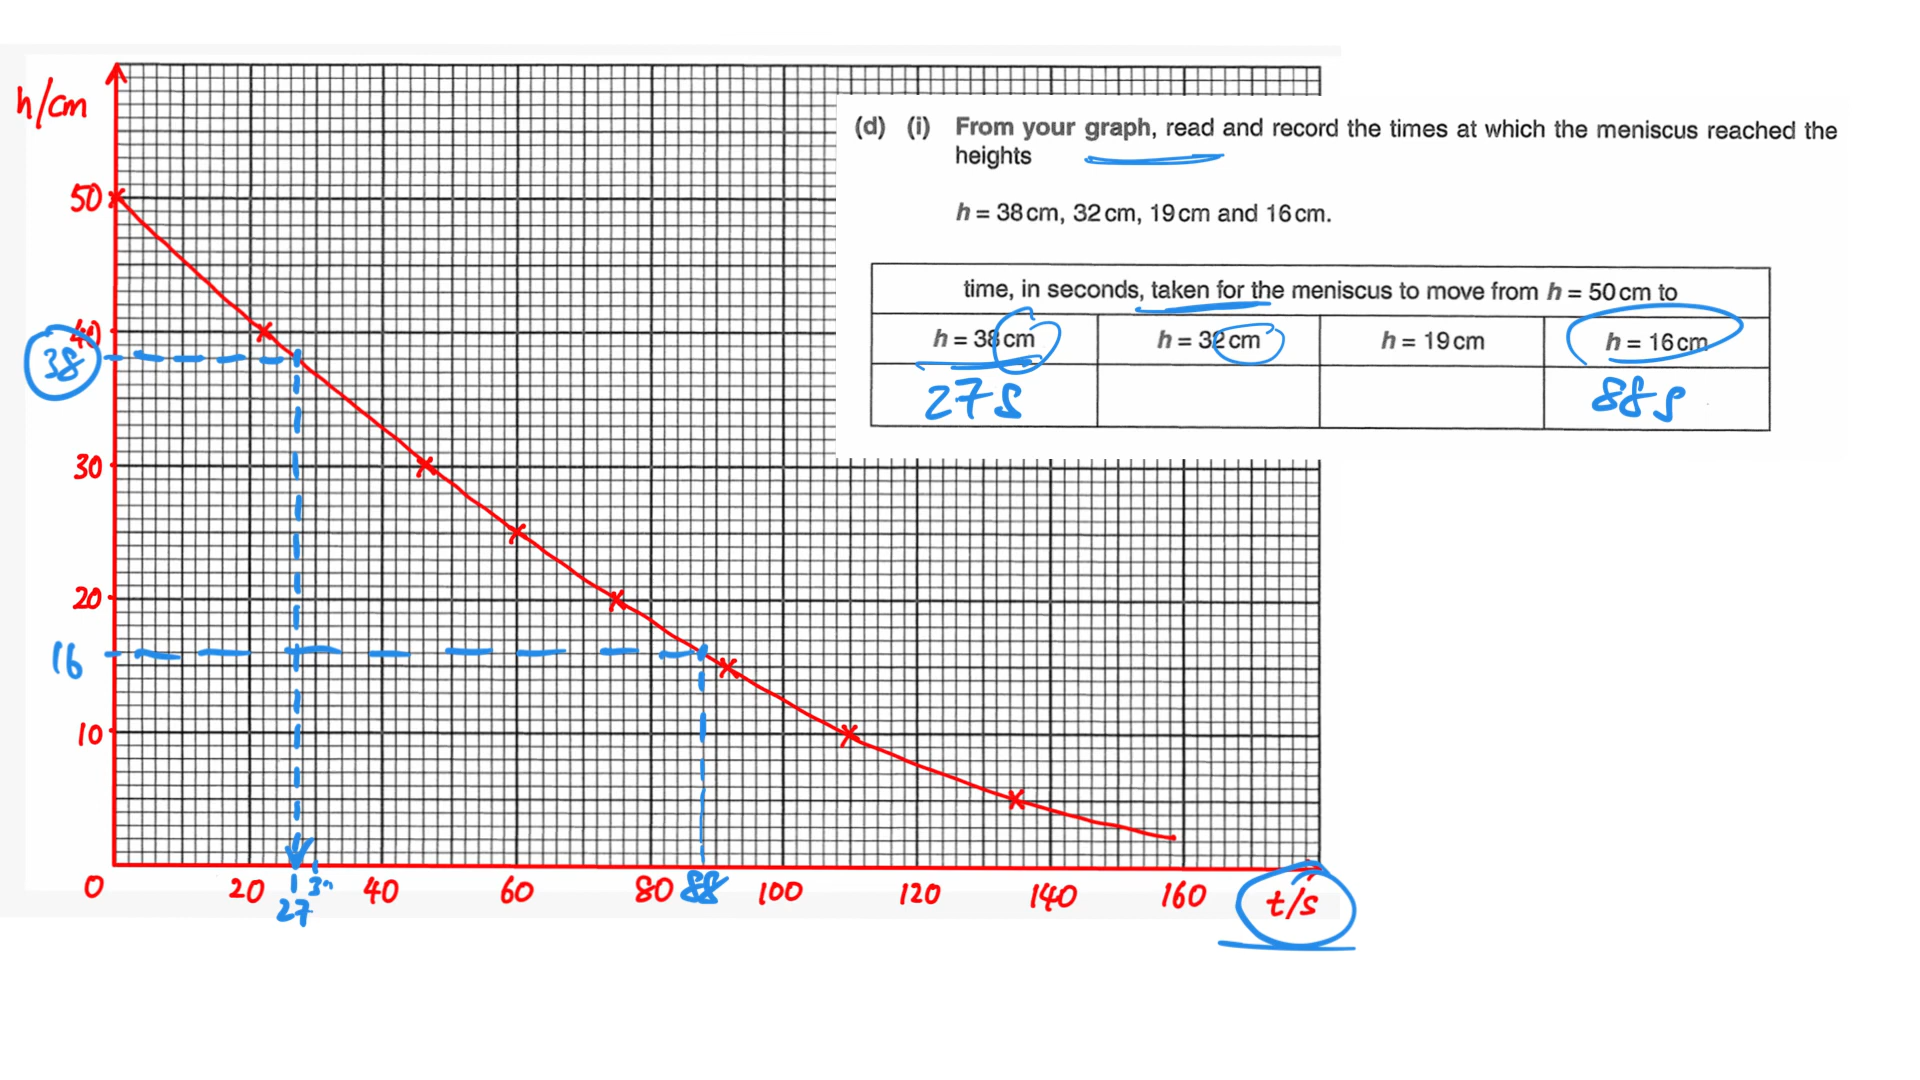 h/cm
(d) (i) From your graph, read and record the times at which the meniscus reached the
heights
h = 38 cm, 32 cm, 19 cm and 16 cm.
time, in seconds, taken for the meniscus to move from h = 50 cm to
h = 38 cm h = 32 cm h = 19 cm h = 16 cm
27s 88s
50
40
38
30
20
16
10
0 20 30 40 60 80 88 100 120 140 160 t/s
27